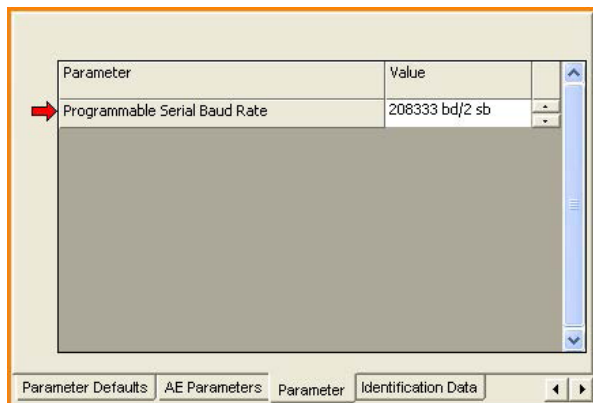 Parameter Value
Programmable Serial Baud Rate 208333 bd/2 sb
Parameter Defaults AE Parameters Parameter Identification Data